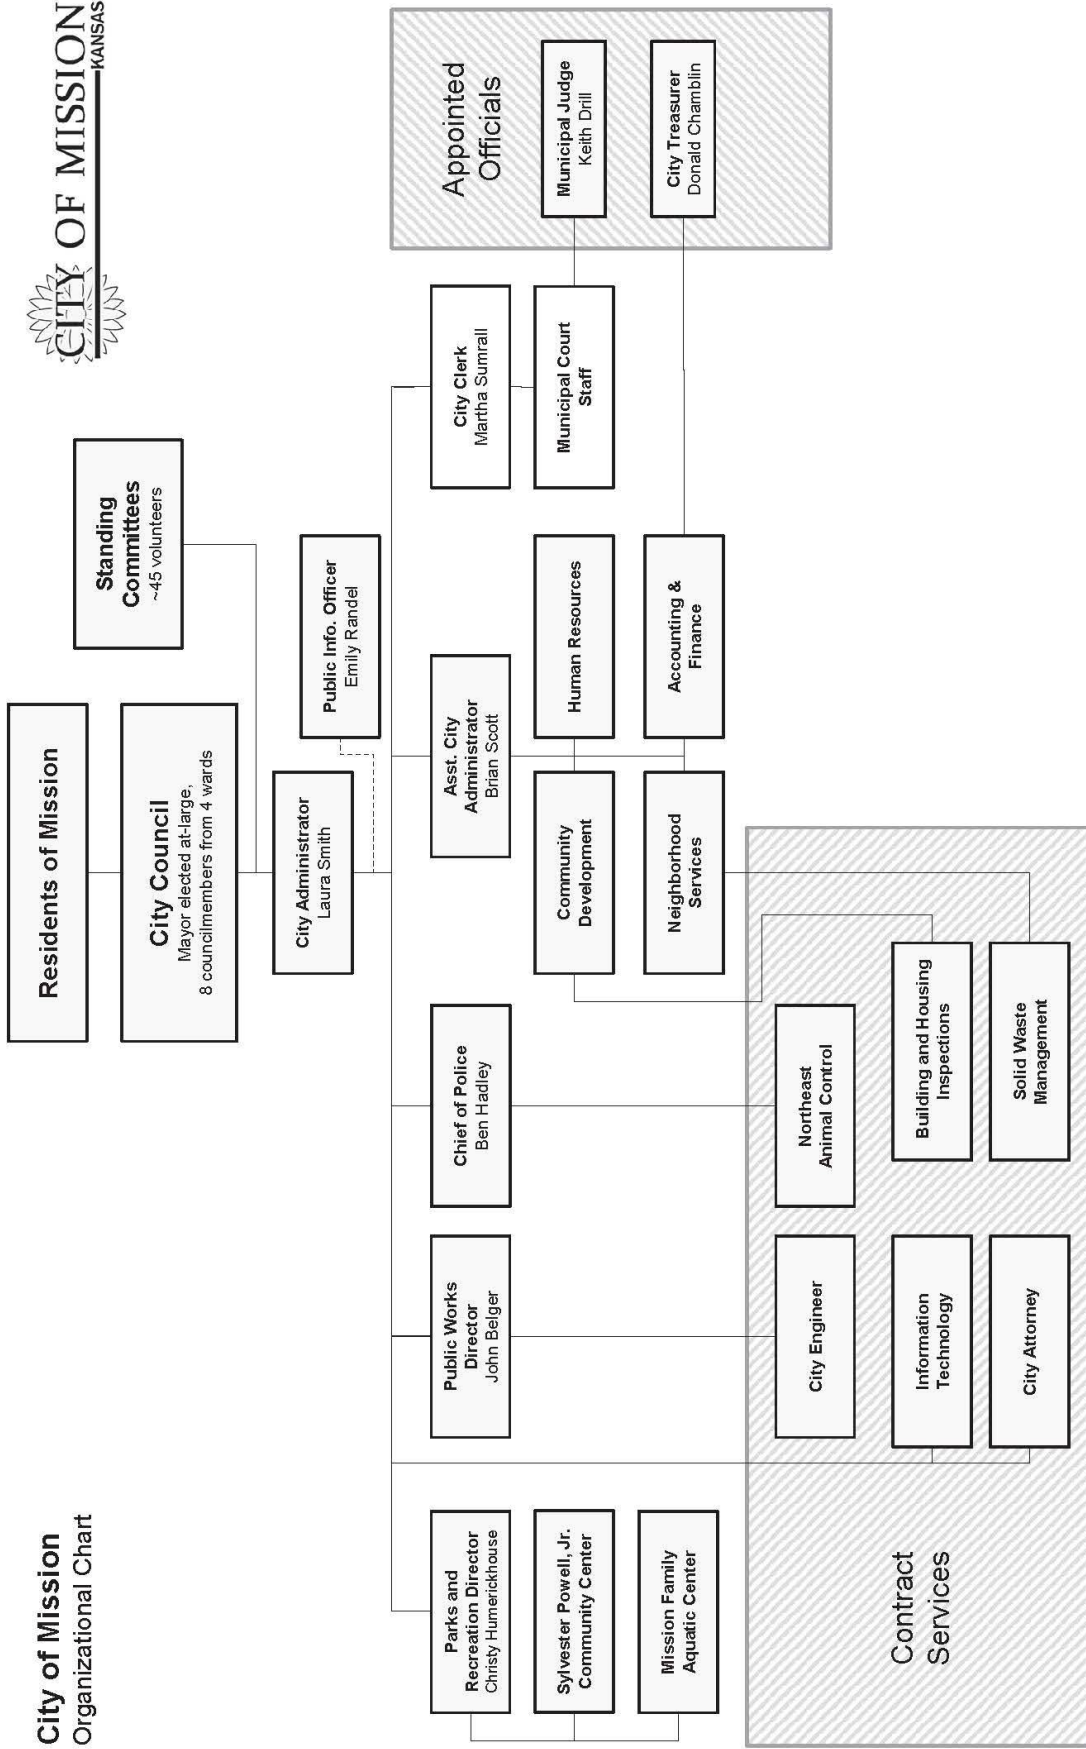 City of Mission
Organizational Chart
CITY OF MISSION
KANSAS
Residents of Mission
City Council
Mayor elected at-large,
8 councilmembers from 4 wards
Standing
Committees
~45 volunteers
City Administrator
Laura Smith
Public Info. Officer
Emily Randel
Parks and
Recreation Director
Christy Humerickhouse
Public Works
Director
John Belger
Chief of Police
Ben Hadley
Asst. City
Administrator
Brian Scott
City Clerk
Martha Sumrall
Appointed
Officials
Sylvester Powell, Jr.
Community Center
Community
Development
Human Resources
Municipal Court
Staff
Municipal Judge
Keith Drill
Mission Family
Aquatic Center
Neighborhood
Services
Accounting &
Finance
City Treasurer
Donald Chamblin
Contract
Services
City Engineer
Northeast
Animal Control
Information
Technology
Building and Housing
Inspections
City Attorney
Solid Waste
Management